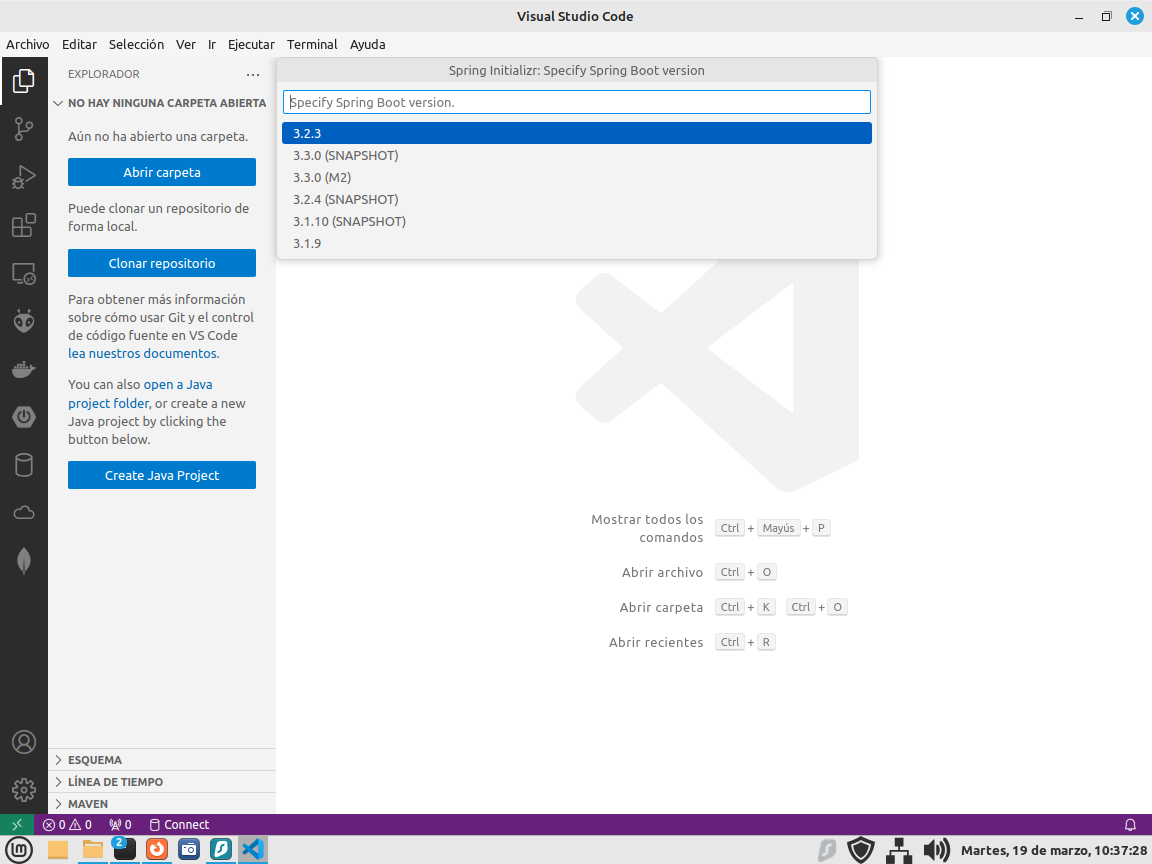 Visual Studio Code
Archivo Editar Selección Ver Ir Ejecutar Terminal Ayuda
EXPLORADOR
NO HAY NINGUNA CARPETA ABIERTA
Aún no ha abierto una carpeta.
Abrir carpeta
Puede clonar un repositorio de
forma local.
Clonar repositorio
Para obtener más información
sobre cómo usar Git y el control
de código fuente en VS Code
lea nuestros documentos.
You can also open a Java
project folder, or create a new
Java project by clicking the
button below.
Create Java Project
ESQUEMA
LÍNEA DE TIEMPO
MAVEN
Spring Initializr: Specify Spring Boot version
Specify Spring Boot version.
3.2.3
3.3.0 (SNAPSHOT)
3.3.0 (M2)
3.2.4 (SNAPSHOT)
3.1.10 (SNAPSHOT)
3.1.9
Mostrar todos los
comandos
Ctrl + Mayús + P
Abrir archivo Ctrl + O
Abrir carpeta Ctrl + K Ctrl + O
Abrir recientes Ctrl + R
0 0 0 Connect
2
Martes, 19 de marzo, 10:37:28